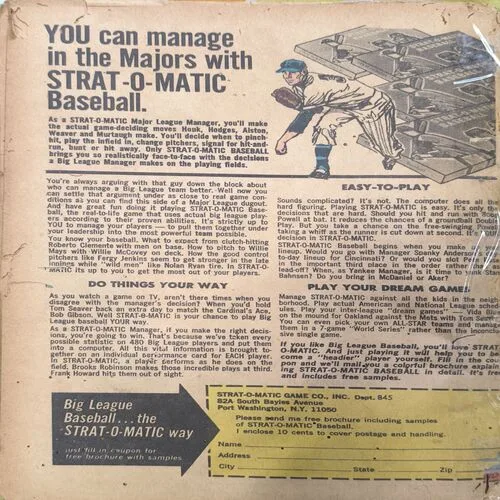 YOU can manage
in the Majors with
STRAT-O-MATIC
Baseball.
As a STRAT-O-MATIC Major League Manager, you'll make
the actual game-deciding moves Houk, Hodges, Alston,
Weaver and Murtaugh make. You'll decide when to pinch-
hit, play the infield in, change pitchers, signal for hit-and-
run, bunt or hit away. Only STRAT-O-MATIC BASEBALL
brings you so realistically face-to-face with the decisions
a Big League Manager makes on the playing fields.
You're always arguing with that guy down the block about
who can manage a Big League team better. Well now you
can settle that argument under as close to real game con-
ditions as you can find this side of a Major League dugout.
And have great fun doing it playing STRAT-O-MATIC Base-
ball, the real-to-life game that uses actual big league play-
ers according to their proven abilities. It's strictly up to
YOU to manage your players — to pull them together under
your leadership into the most powerful team possible.
You know your baseball. What to expect from clutch-hitting
Roberto Clemente with men on base. How to pitch to Willie
Mays with Willie McCovey on deck. How the good control
pitchers like Fergy Jenkins seem to get stronger in the late
innings while "wild men" like Nolan Ryan tire. In STRAT-O-
MATIC its up to you to get the most out of your players.
DO THINGS YOUR WAY
As you watch a game on TV, aren't there times when you
disagree with the manager's decision? When you'd hold
Tom Seaver back an extra day to match the Cardinal's Ace,
Bob Gibson. Well STRAT-O-MATIC is your chance to play Big
League baseball YOUR way.
As a STRAT-O-MATIC Manager, if you make the right deci-
sions, you're going to win. That's because we've taken every
possible statistic on 480 Big League players and put them
into a computer. All this vital information is brought to-
gether on an individual performance card for EACH player.
In STRAT-O-MATIC, a player performs as he does on the
field. Brooks Robinson makes those incredible plays at third.
Frank Howard hits them out of sight.
EASY-TO-PLAY
Sounds complicated? It's not. The computer does all the
hard figuring. Playing STRAT-O-MATIC is easy. It's only the
decisions that are hard. Should you hit and run with Boog
Powell at bat. It reduces the chances of a groundball Double
Play. But you take a chance on the free-swinging Powell
taking a whiff as the runner is cut down at second. It's your
decision in STRAT-O-MATIC.
STRAT-O-MATIC Baseball begins when you make your
lineup. Would you go with Manager Sparky Anderson's
to-day lineup for Cincinnati? Or would you slot Pete
in the important third slot and gamble on
lead-off? When, as Yankee Manager, is it time to yank Stan
Bahnsen? Do you bring in McDaniel or Aker?
PLAY YOUR DREAM GAMES
Manage STRAT-O-MATIC against all the kids in the neigh-
borhood. Play actual American and National League sched-
ules. Play your inter-league "dream games" — Vida Blue
on the mound for Oakland against the Mets with Tom
You can even pick your own ALL-STAR teams and match
them in a 7-game "World Series" rather than the inconclu-
sive single game.
If you like Big League Baseball, you'll love STRAT-
O-MATIC. And just playing it will help you to
come a "headier" player yourself. Fill in the cou-
pon and we'll mail you a colorful brochure explain-
ing STRAT-O-MATIC BASEBALL in detail. It's free
and includes free samples.
Big League
Baseball...the
STRAT-O-MATIC way
just fill in coupon for
free brochure with samples
STRAT-O-MATIC GAME CO., INC. Dept. 845
82A South Bayles Avenue
Port Washington, N.Y. 11050
Please send me free brochure including samples
of STRAT-O-MATIC Baseball.
I enclose 10 cents to cover postage and handling.
Name
Address
City State Zip